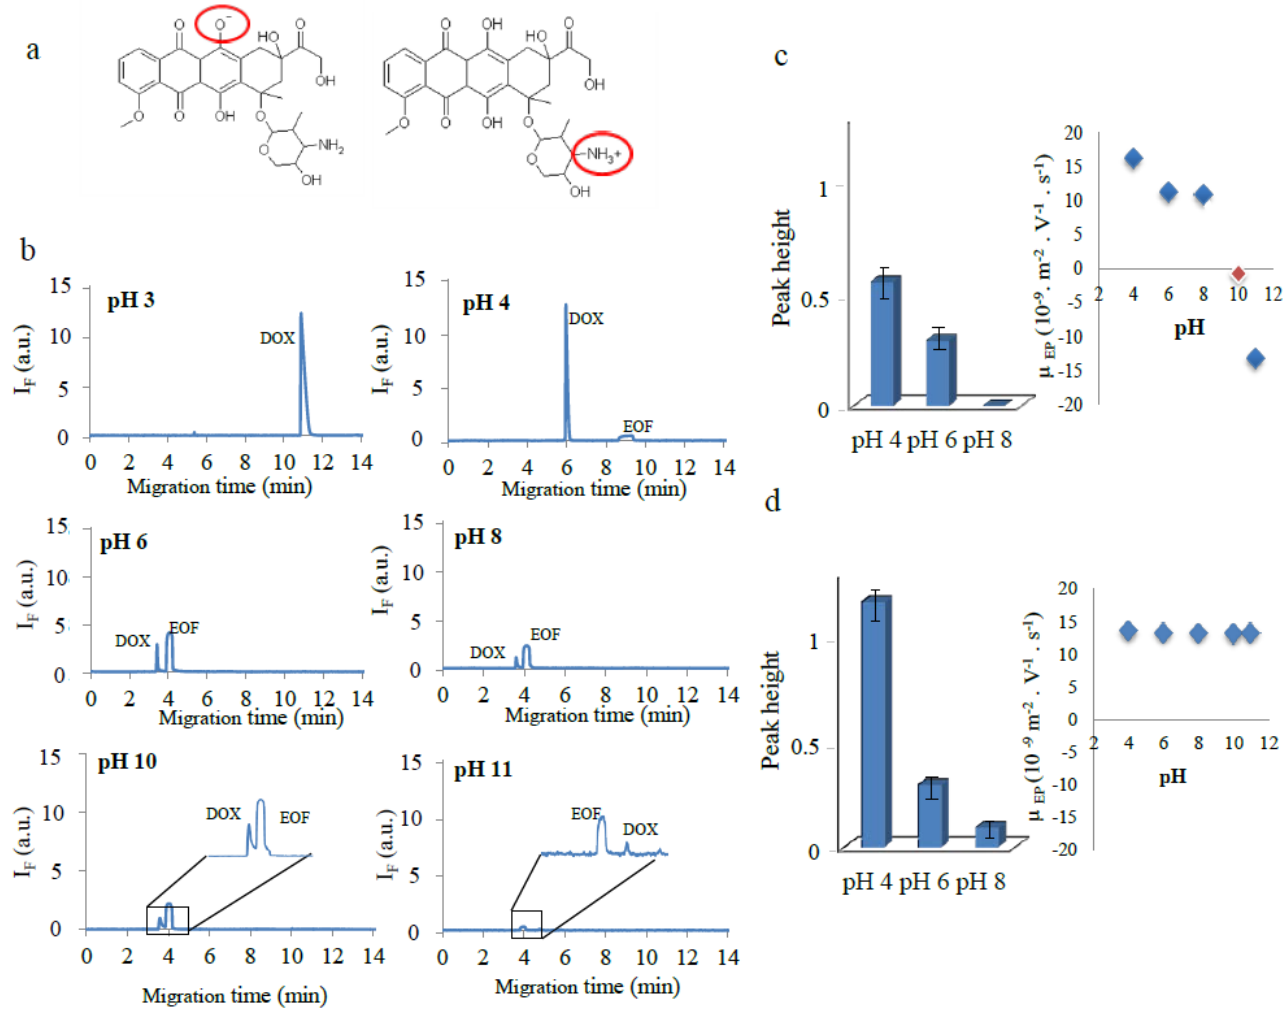 a
O
O⁻
HO
O
OH
O
O
OH
O
O
NH₂
OH
O
OH
HO
O
OH
O
O
OH
O
O
NH₃⁺
OH
b
pH 3
15
10
5
0
I_F (a.u.)
DOX
0 2 4 6 8 10 12 14
Migration time (min)
pH 4
15
10
5
0
I_F (a.u.)
DOX
EOF
0 2 4 6 8 10 12 14
Migration time (min)
pH 6
15
10
5
0
I_F (a.u.)
DOX
EOF
0 2 4 6 8 10 12 14
Migration time (min)
pH 8
15
10
5
0
I_F (a.u.)
DOX
EOF
0 2 4 6 8 10 12 14
Migration time (min)
pH 10
15
10
5
0
I_F (a.u.)
DOX
EOF
0 2 4 6 8 10 12 14
Migration time (min)
pH 11
15
10
5
0
I_F (a.u.)
EOF
DOX
0 2 4 6 8 10 12 14
Migration time (min)
c
Peak height
1
0.5
0
pH 4 pH 6 pH 8
μ EP (10⁻⁹. m⁻² . V⁻¹ . s⁻¹)
20
15
10
5
0
-5
-10
-15
-20
2 4 6 8 10 12
pH
d
Peak height
1
0.5
0
pH 4 pH 6 pH 8
μ EP (10⁻⁹ m⁻² . V⁻¹ . s⁻¹)
20
15
10
5
0
-5
-10
-15
-20
2 4 6 8 10 12
pH